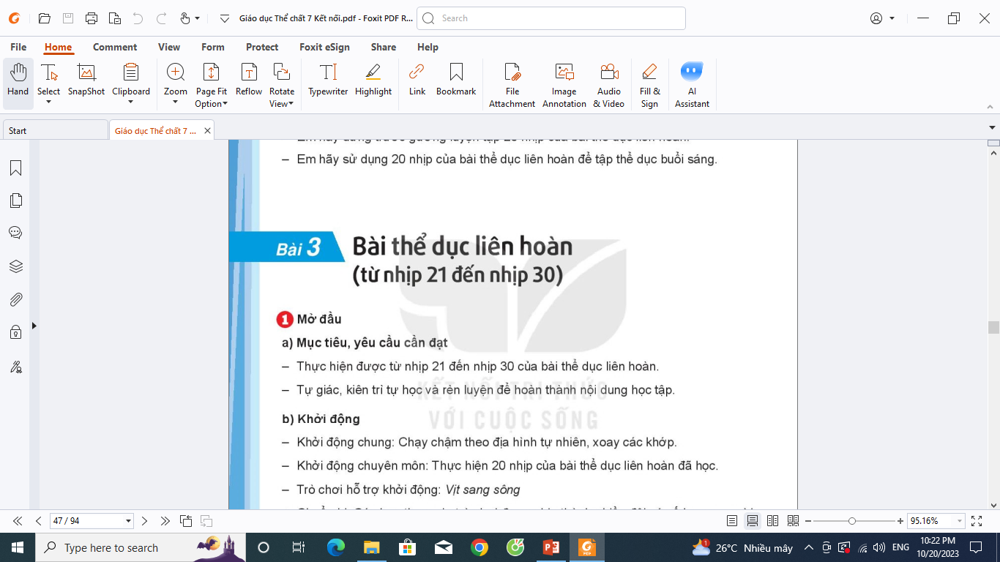 Giáo dục Thể chất 7 Kết nối.pdf - Foxit PDF R...
Search
File Home Comment View Form Protect Foxit eSign Share Help
Hand Select SnapShot Clipboard Zoom Page Fit Option Reflow Rotate View Typewriter Highlight Link Bookmark File Attachment Image Annotation Audio & Video Fill & Sign AI Assistant
Start
Giáo dục Thể chất 7 ...
– Em hãy sử dụng 20 nhịp của bài thể dục liên hoàn để tập thể dục buổi sáng.
Bài 3 Bài thể dục liên hoàn
(từ nhịp 21 đến nhịp 30)
1 Mở đầu
a) Mục tiêu, yêu cầu cần đạt
– Thực hiện được từ nhịp 21 đến nhịp 30 của bài thể dục liên hoàn.
– Tự giác, kiên trì tự học và rèn luyện để hoàn thành nội dung học tập.
KẾT NỐI TRI THỨC
VỚI CUỘC SỐNG
b) Khởi động
– Khởi động chung: Chạy chậm theo địa hình tự nhiên, xoay các khớp.
– Khởi động chuyên môn: Thực hiện 20 nhịp của bài thể dục liên hoàn đã học.
– Trò chơi hỗ trợ khởi động: Vịt sang sông
47 / 94
95.16%
Type here to search
26°C Nhiều mây
ENG
10:22 PM
10/20/2023